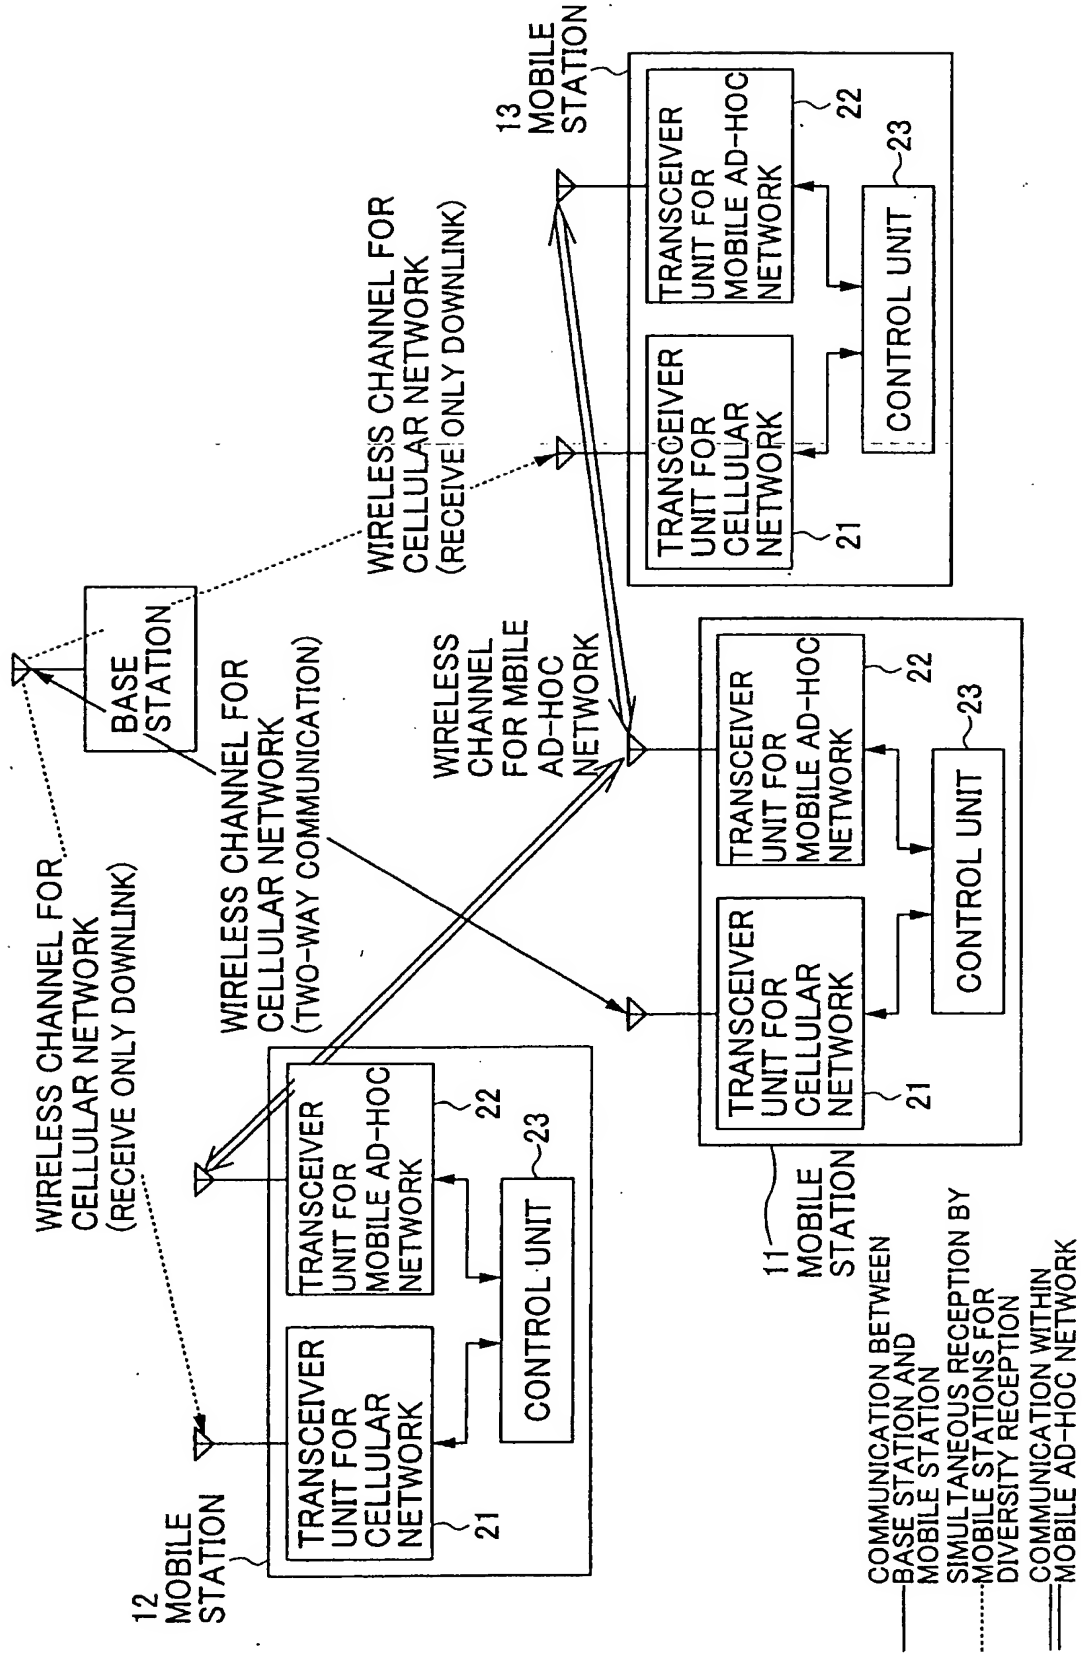 BASE
STATION
WIRELESS CHANNEL FOR
CELLULAR NETWORK
(RECEIVE ONLY DOWNLINK)
WIRELESS CHANNEL FOR
CELLULAR NETWORK
(TWO-WAY COMMUNICATION)
WIRELESS CHANNEL FOR
CELLULAR NETWORK
(RECEIVE ONLY DOWNLINK)
WIRELESS
CHANNEL
FOR MBILE
AD-HOC
NETWORK
12
MOBILE
STATION
TRANSCEIVER
UNIT FOR
CELLULAR
NETWORK
21
TRANSCEIVER
UNIT FOR
MOBILE AD-HOC
NETWORK
22
CONTROL UNIT
23
11
MOBILE
STATION
TRANSCEIVER
UNIT FOR
CELLULAR
NETWORK
21
TRANSCEIVER
UNIT FOR
MOBILE AD-HOC
NETWORK
22
CONTROL UNIT
23
13
MOBILE
STATION
TRANSCEIVER
UNIT FOR
CELLULAR
NETWORK
21
TRANSCEIVER
UNIT FOR
MOBILE AD-HOC
NETWORK
22
CONTROL UNIT
23
COMMUNICATION BETWEEN
BASE STATION AND
MOBILE STATION
SIMULTANEOUS RECEPTION BY
MOBILE STATIONS FOR
DIVERSITY RECEPTION
COMMUNICATION WITHIN
MOBILE AD-HOC NETWORK